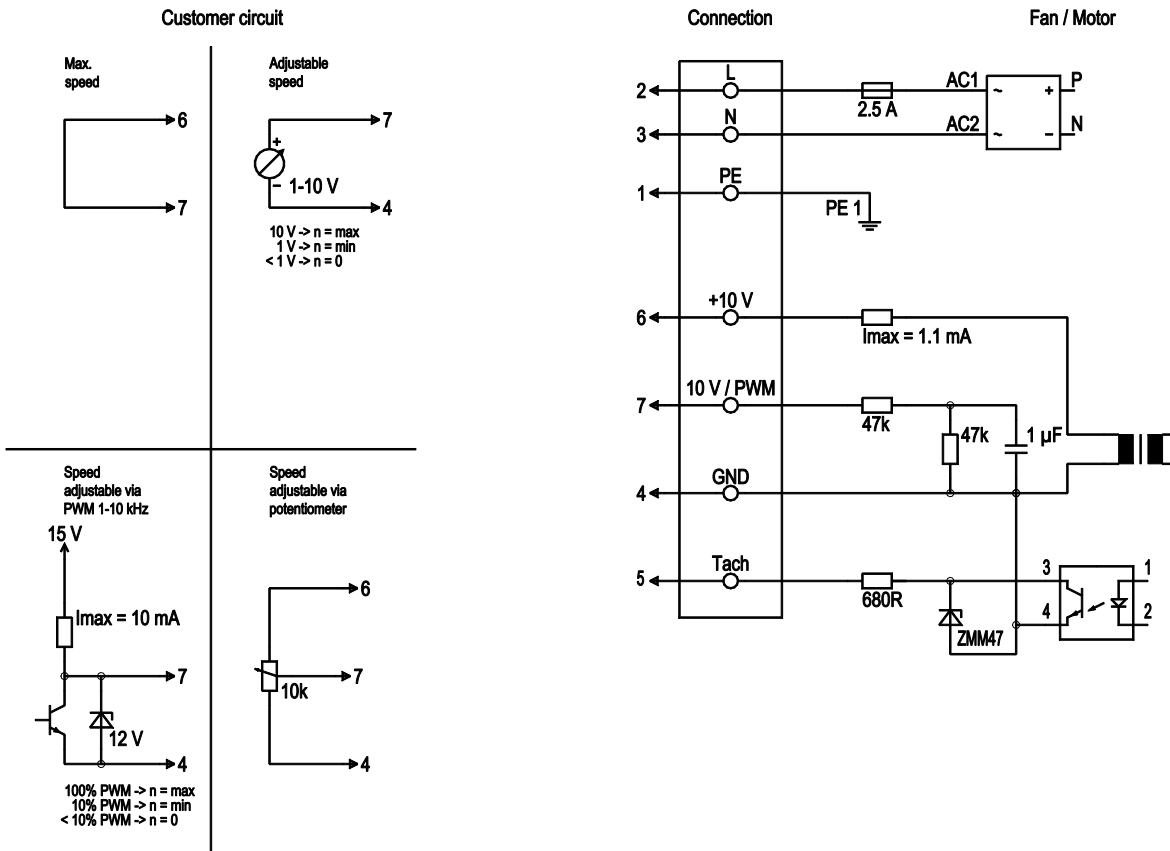 Customer circuit
Connection
Fan / Motor
Max.
speed
6
7
Adjustable
speed
7
+
− 1-10 V
4
10 V -> n = max
1 V -> n = min
< 1 V -> n = 0
Speed
adjustable via
PWM 1-10 kHz
15 V
Imax = 10 mA
7
12 V
4
100% PWM -> n = max
10% PWM -> n = min
< 10% PWM -> n = 0
Speed
adjustable via
potentiometer
6
7
10k
4
L
2
2.5 A
AC1
~ +
P
N
3
AC2
~ −
N
PE
1
PE 1
+10 V
6
Imax = 1.1 mA
10 V / PWM
7
47k
47k
1 µF
GND
4
Tach
5
680R
ZMM47
3
4
1
2